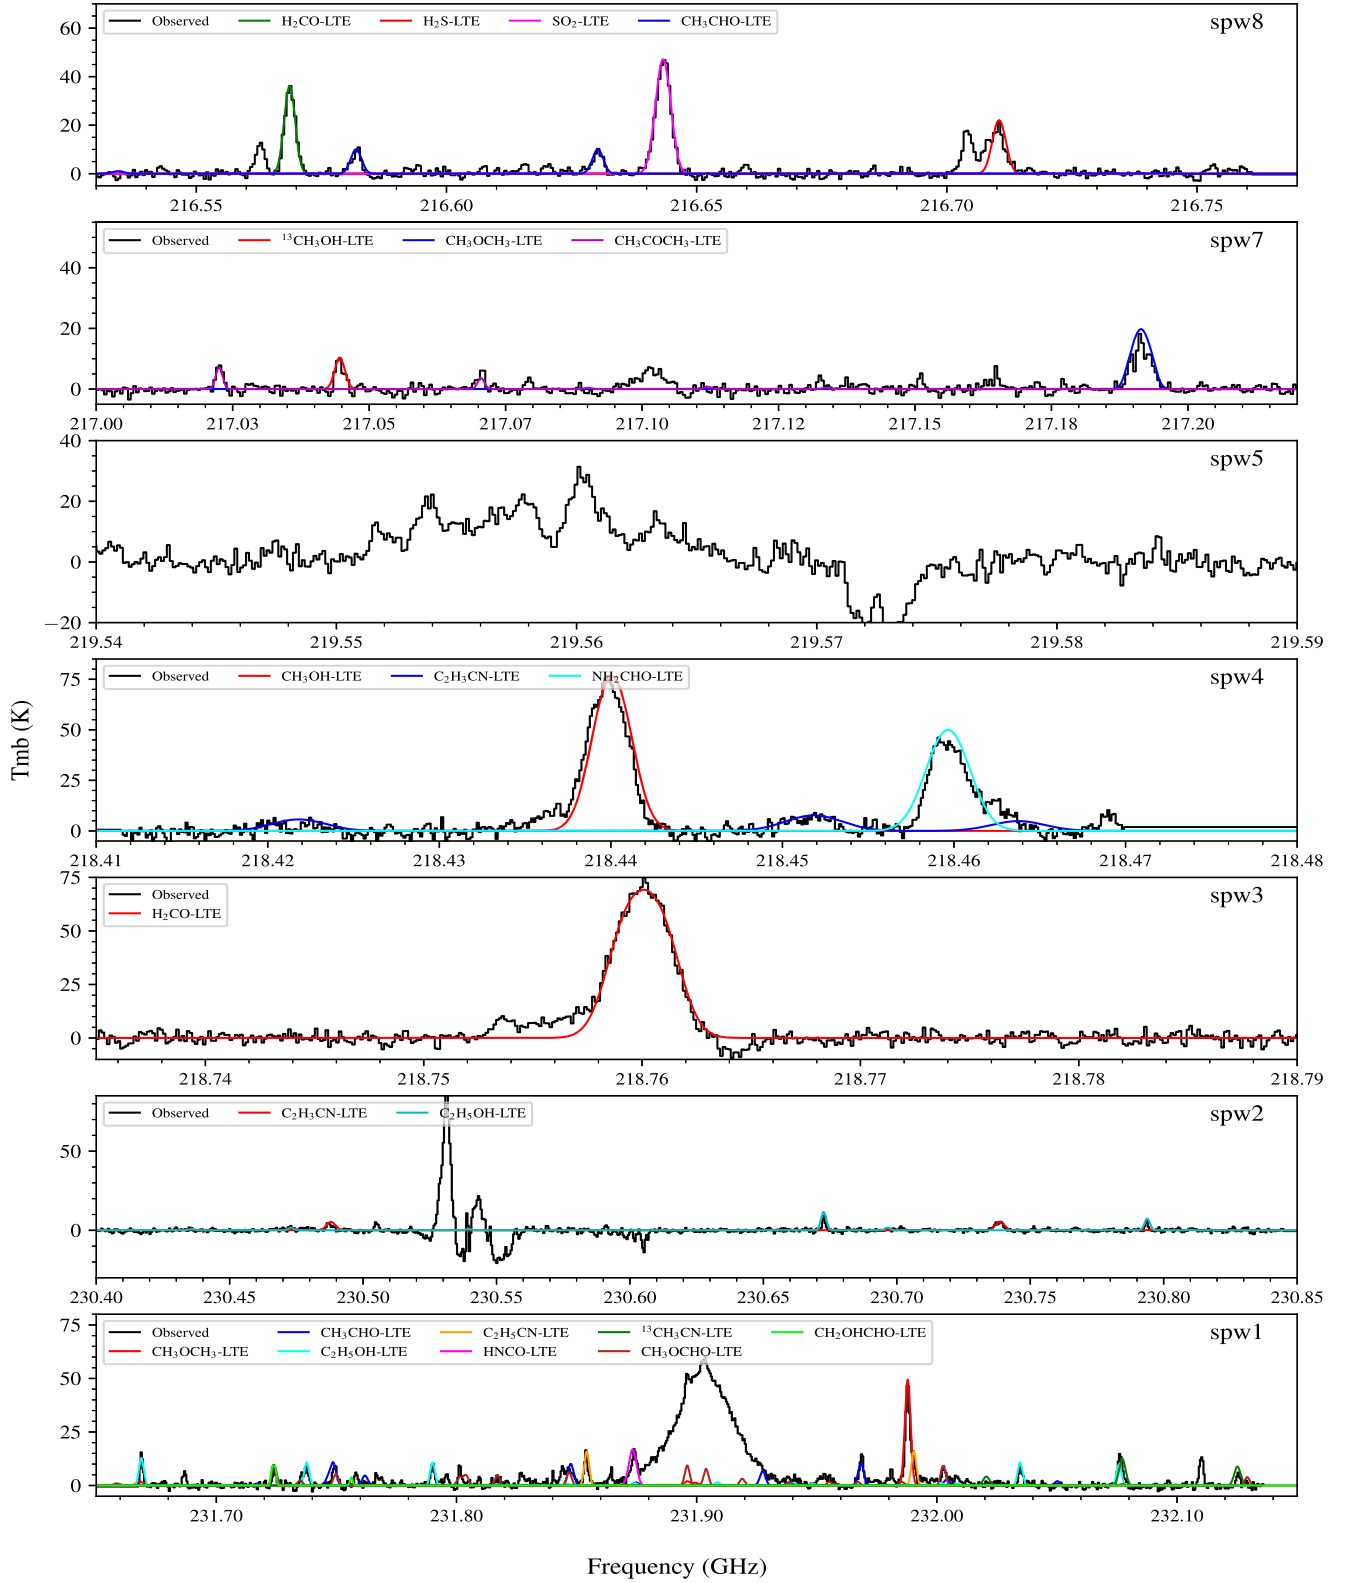 Observed H₂CO-LTE H₂S-LTE SO₂-LTE CH₃CHO-LTE spw8
60
40
20
0
216.55 216.60 216.65 216.70 216.75
Observed ¹³CH₃OH-LTE CH₃OCH₃-LTE CH₃COCH₃-LTE spw7
40
20
0
217.00 217.03 217.05 217.07 217.10 217.12 217.15 217.18 217.20
40 spw5
20
0
−20
219.54 219.55 219.56 219.57 219.58 219.59
Observed CH₃OH-LTE C₂H₃CN-LTE NH₂CHO-LTE spw4
75
50
25
0
218.41 218.42 218.43 218.44 218.45 218.46 218.47 218.48
Tmb (K)
75 spw3
Observed
H₂CO-LTE
50
25
0
218.74 218.75 218.76 218.77 218.78 218.79
Observed C₂H₃CN-LTE C₂H₅OH-LTE spw2
50
0
230.40 230.45 230.50 230.55 230.60 230.65 230.70 230.75 230.80 230.85
75 Observed CH₃CHO-LTE C₂H₅CN-LTE ¹³CH₃CN-LTE CH₂OHCHO-LTE spw1
CH₃OCH₃-LTE C₂H₅OH-LTE HNCO-LTE CH₃OCHO-LTE
50
25
0
231.70 231.80 231.90 232.00 232.10
Frequency (GHz)